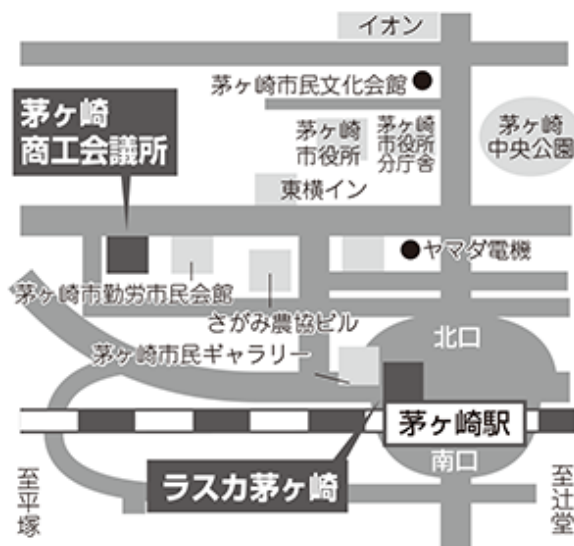 イオン
茅ヶ崎市民文化会館
茅ヶ崎
商工会議所
茅ヶ崎
市役所
茅ヶ崎
市役所
分庁舎
茅ヶ崎
中央公園
東横イン
ヤマダ電機
茅ヶ崎市勤労市民会館
さがみ農協ビル
北口
茅ヶ崎市民ギャラリー
茅ヶ崎駅
南口
ラスカ茅ヶ崎
至平塚
至辻堂